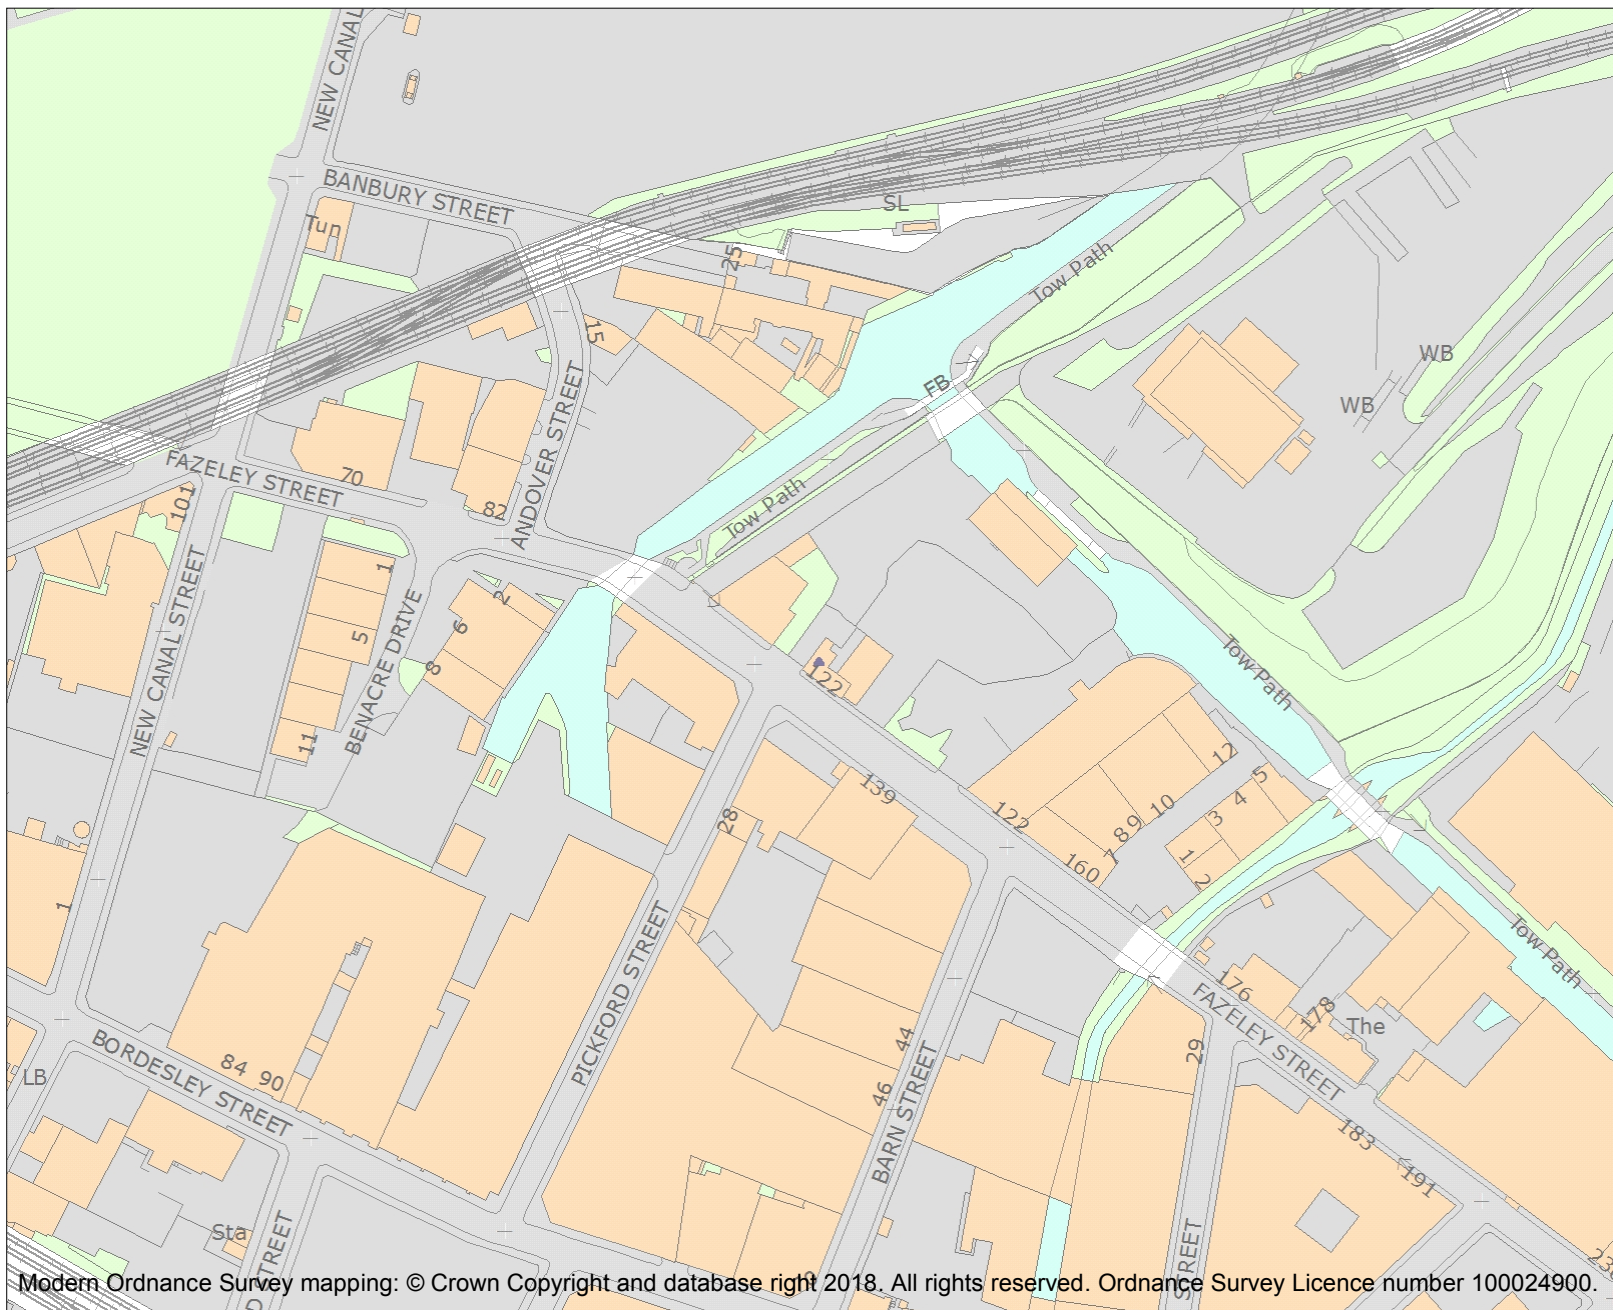 NEW CANAL
BANBURY STREET
Tun
SL
25
Tow Path
15
FB
WB
WB
FAZELEY STREET
70
101
82
ANDOVER STREET
Tow Path
NEW CANAL STREET
1
5
11
BENACRE DRIVE
2
6
8
122
Tow Path
139
28
122
160
7
8
9
10
12
5
4
3
1
2
1
Tow Path
176
178
The
FAZELEY STREET
29
PICKFORD STREET
44
46
BARN STREET
BORDESLEY STREET
84
90
LB
183
191
Sta
D STREET
STREET
Modern Ordnance Survey mapping: © Crown Copyright and database right 2018. All rights reserved. Ordnance Survey Licence number 100024900.